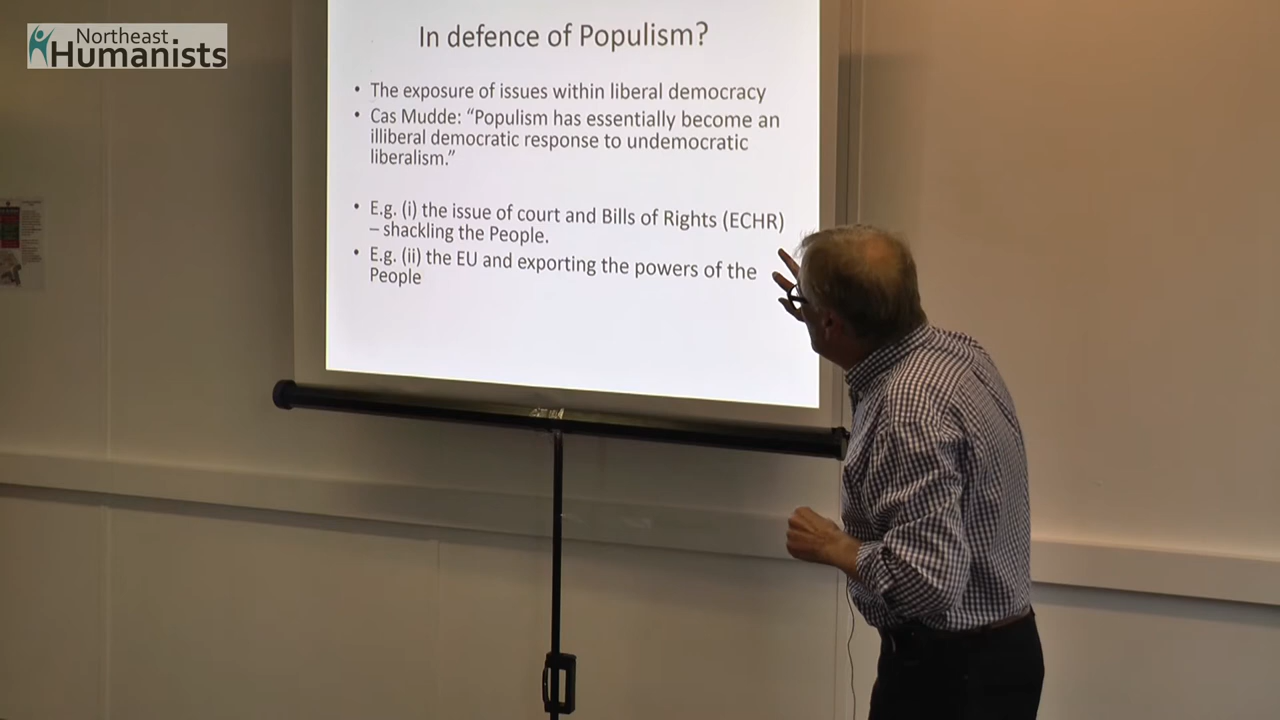 Northeast
Humanists
In defence of Populism?
• The exposure of issues within liberal democracy
• Cas Mudde: “Populism has essentially become an
illiberal democratic response to undemocratic
liberalism.”
• E.g. (i) the issue of court and Bills of Rights (ECHR)
– shackling the People.
• E.g. (ii) the EU and exporting the powers of the
People